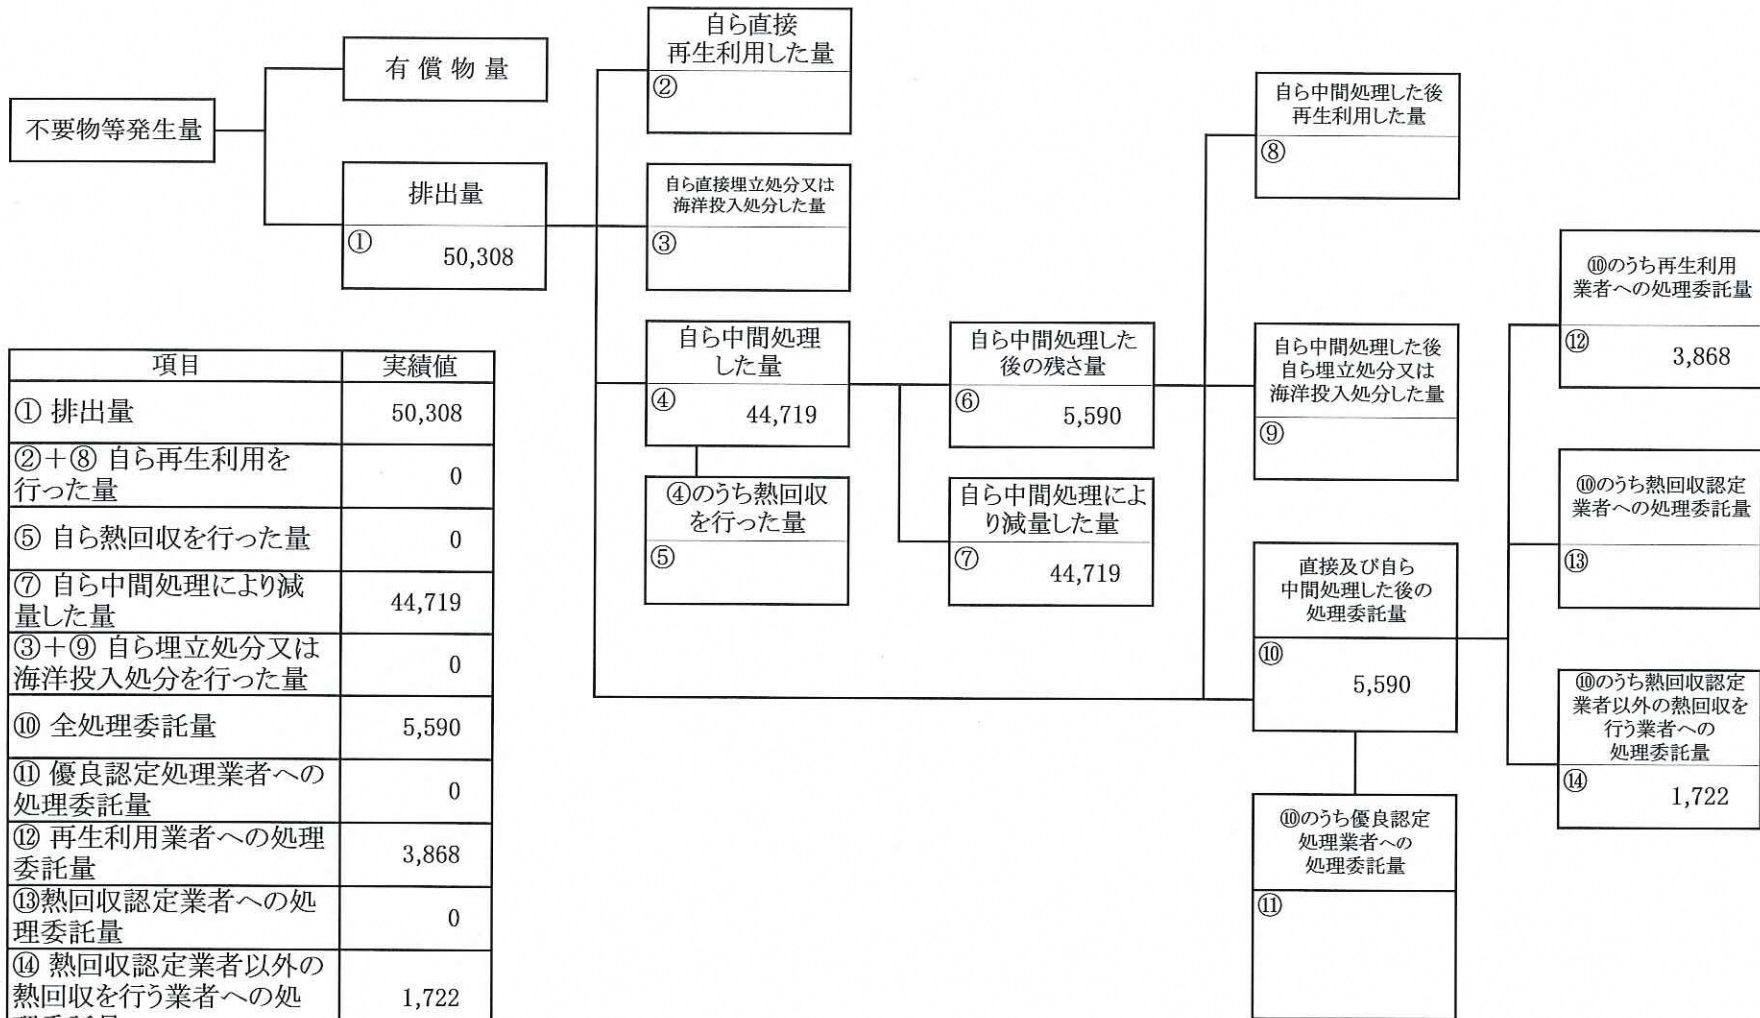 不要物等発生量
有償物量
排出量
① 50,308
自ら直接
再生利用した量
②
自ら直接埋立処分又は
海洋投入処分した量
③
自ら中間処理
した量
④ 44,719
④のうち熱回収
を行った量
⑤
自ら中間処理した
後の残さ量
⑥ 5,590
自ら中間処理によ
り減量した量
⑦ 44,719
自ら中間処理した後
再生利用した量
⑧
自ら中間処理した後
自ら埋立処分又は
海洋投入処分した量
⑨
直接及び自ら
中間処理した後の
処理委託量
⑩ 5,590
⑩のうち優良認定
処理業者への
処理委託量
⑪
⑩のうち再生利用
業者への処理委託量
⑫ 3,868
⑩のうち熱回収認定
業者への処理委託量
⑬
⑩のうち熱回収認定
業者以外の熱回収を
行う業者への
処理委託量
⑭ 1,722
項目 実績値
① 排出量 50,308
②+⑧ 自ら再生利用を
行った量 0
⑤ 自ら熱回収を行った量 0
⑦ 自ら中間処理により減
量した量 44,719
③+⑨ 自ら埋立処分又は
海洋投入処分を行った量 0
⑩ 全処理委託量 5,590
⑪ 優良認定処理業者への
処理委託量 0
⑫ 再生利用業者への処理
委託量 3,868
⑬熱回収認定業者への処
理委託量 0
⑭ 熱回収認定業者以外の
熱回収を行う業者への処 1,722